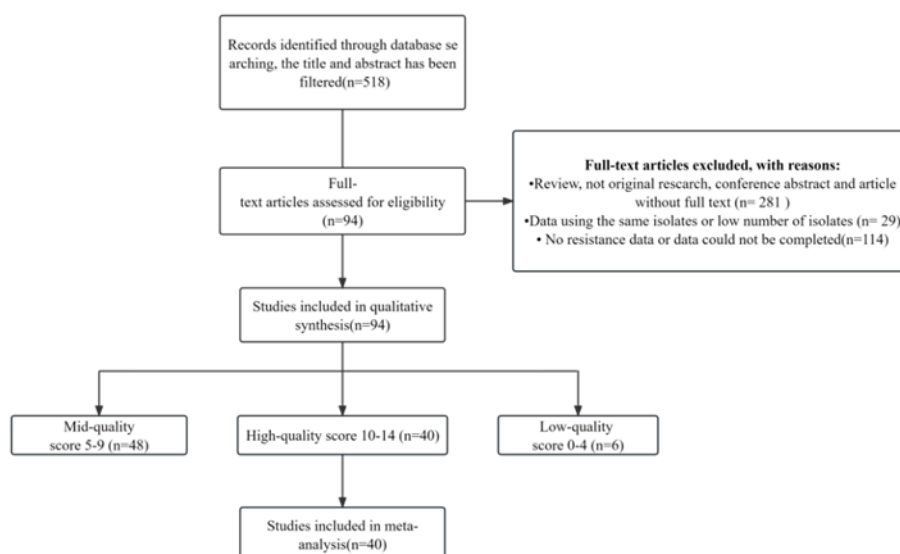 Records identified through database se
arching, the title and abstract has been
filtered(n=518)
Full-
text articles assessed for eligibility
(n=94)
Full-text articles excluded, with reasons:
•Review, not original research, conference abstract and article
without full text (n= 281 )
•Data using the same isolates or low number of isolates (n= 29)
• No resistance data or data could not be completed(n=114)
Studies included in qualitative
synthesis(n=94)
Mid-quality
score 5-9 (n=48)
High-quality score 10-14 (n=40)
Low-quality
score 0-4 (n=6)
Studies included in meta-
analysis(n=40)